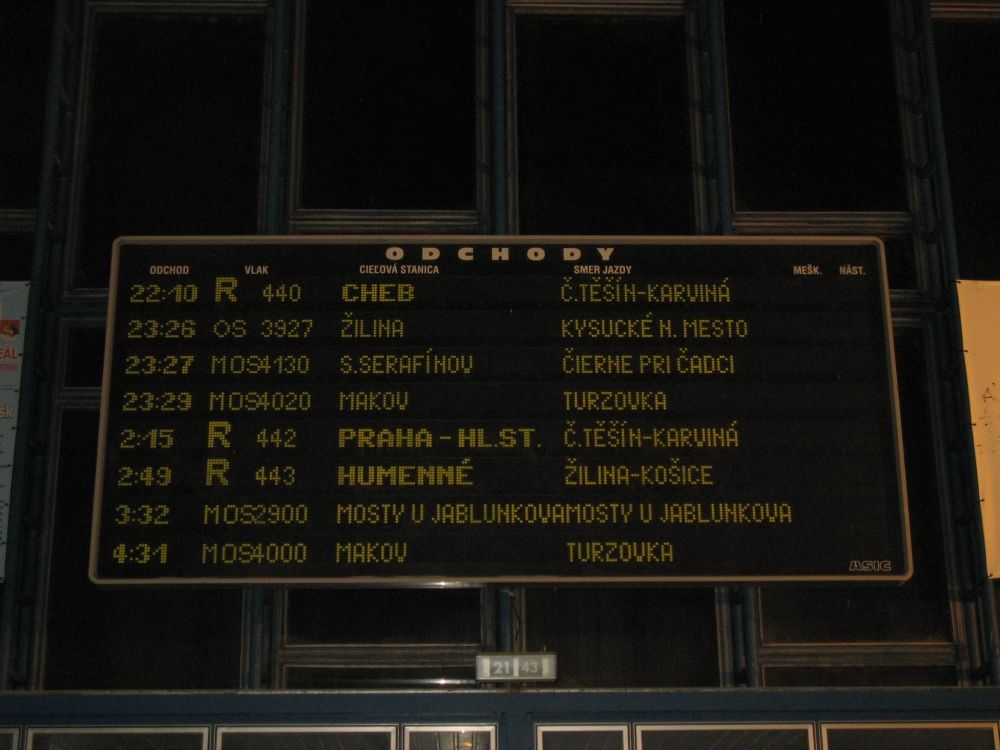 ODCHODY
ODCHOD VLAK CIEĽOVÁ STANICA SMER JAZDY MEŠK. NÁST.
22:10 R 440 CHEB Č.TĚŠÍN-KARVINÁ
23:26 OS 3927 ŽILINA KYSUCKÉ N. MESTO
23:27 MOS4130 S.SERAFÍNOV ČIERNE PRI ČADCI
23:29 MOS4020 MAKOV TURZOVKA
2:15 R 442 PRAHA-HL.ST. Č.TĚŠÍN-KARVINÁ
2:49 R 443 HUMENNÉ ŽILINA-KOŠICE
3:32 MOS2900 MOSTY U JABLUNKOVAMOSTY U JABLUNKOVA
4:31 MOS4000 MAKOV TURZOVKA
ASIC
21 43